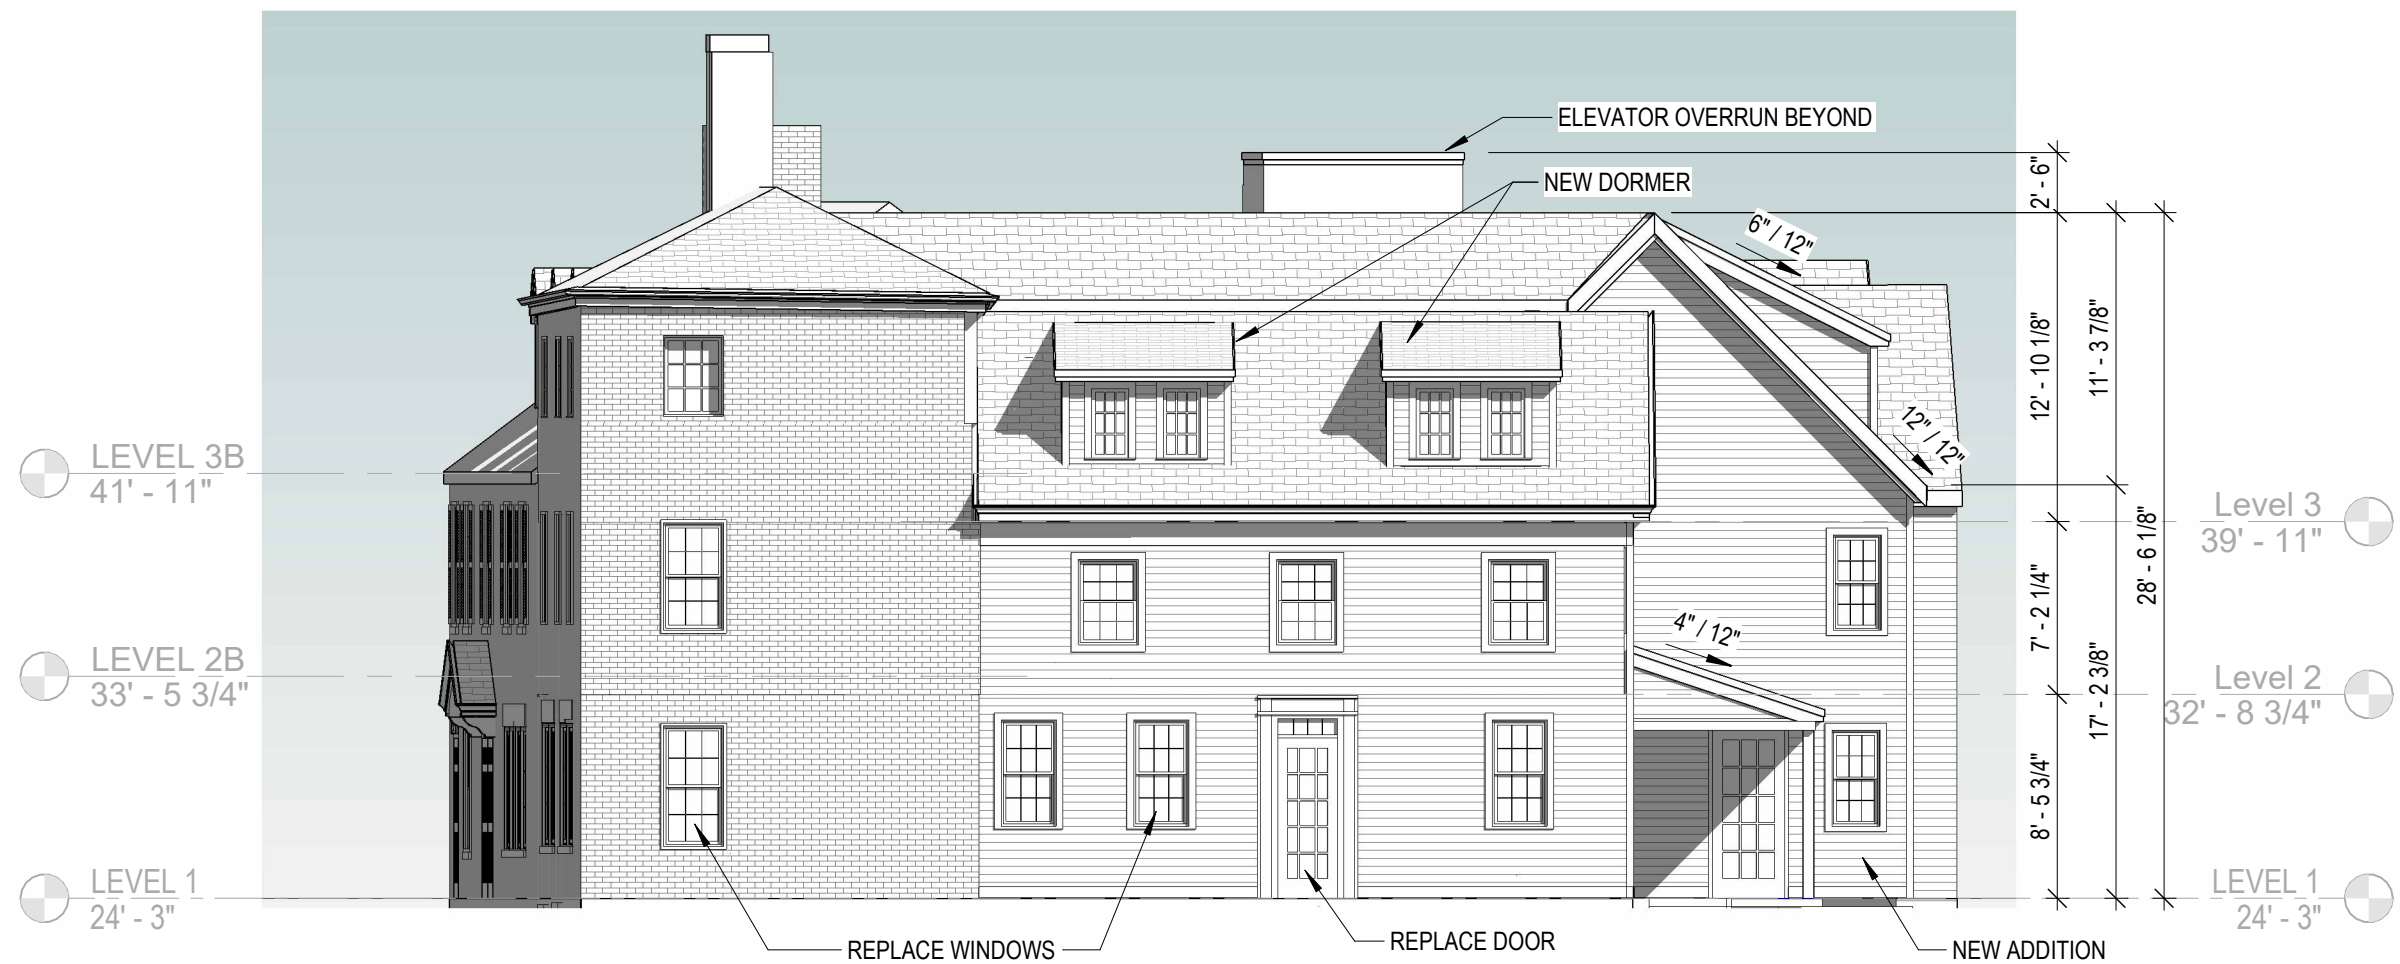 ELEVATOR OVERRUN BEYOND
2' - 6"
NEW DORMER
6" / 12"
12' - 10 1/8"
11' - 3 7/8"
12" / 12"
LEVEL 3B
41' - 11"
Level 3
39' - 11"
28' - 6 1/8"
7' - 2 1/4"
4" / 12"
LEVEL 2B
33' - 5 3/4"
17' - 2 3/8"
Level 2
32' - 8 3/4"
8' - 5 3/4"
LEVEL 1
24' - 3"
LEVEL 1
24' - 3"
REPLACE WINDOWS
REPLACE DOOR
NEW ADDITION